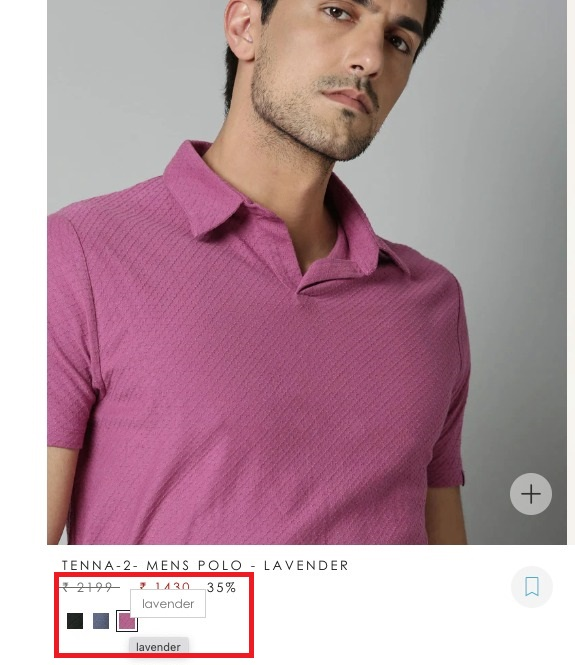 TENNA-2- MENS POLO - LAVENDER
₹ 2199 ₹ 1430 35%
lavender
lavender